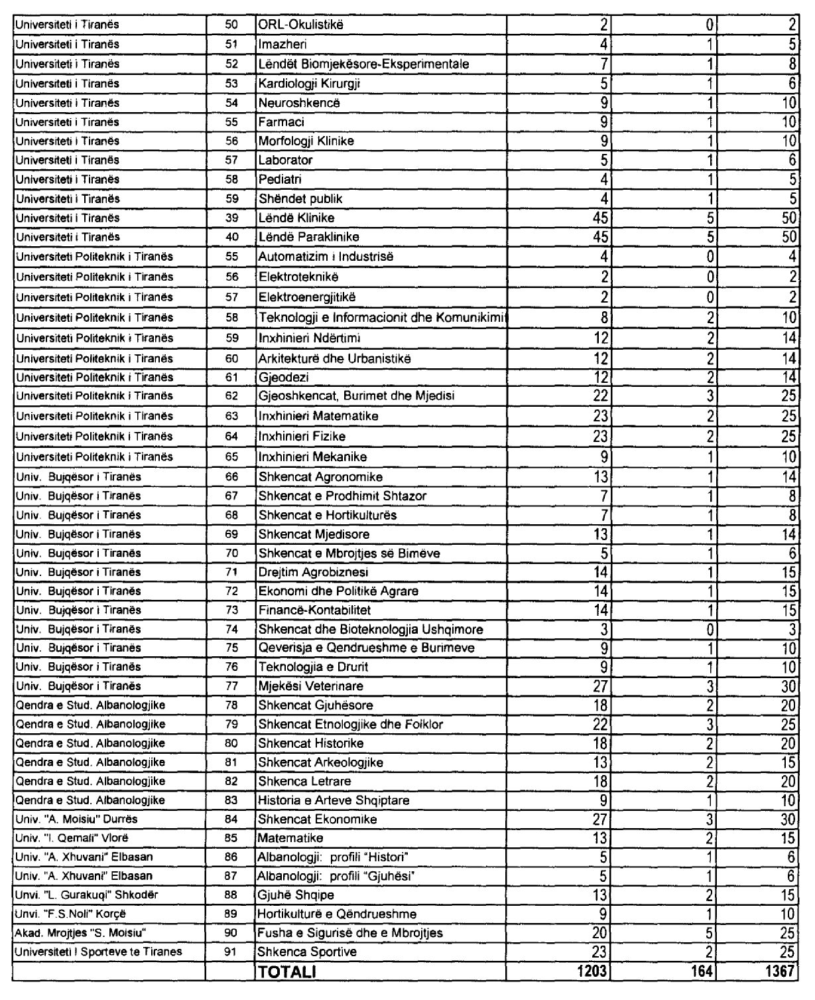 Universiteti i Tiranës 50 ORL-Okulistikë 2 0 2
Universiteti i Tiranës 51 Imazheri 4 1 5
Universiteti i Tiranës 52 Lëndët Biomjekësore-Eksperimentale 7 1 8
Universiteti i Tiranës 53 Kardiologji Kirurgji 5 1 6
Universiteti i Tiranës 54 Neuroshkencë 9 1 10
Universiteti i Tiranës 55 Farmaci 9 1 10
Universiteti i Tiranës 56 Morfologji Klinike 9 1 10
Universiteti i Tiranës 57 Laborator 5 1 6
Universiteti i Tiranës 58 Pediatri 4 1 5
Universiteti i Tiranës 59 Shëndet publik 4 1 5
Universiteti i Tiranës 39 Lëndë Klinike 45 5 50
Universiteti i Tiranës 40 Lëndë Paraklinike 45 5 50
Universiteti Politeknik i Tiranës 55 Automatizim i Industrisë 4 0 4
Universiteti Politeknik i Tiranës 56 Elektroteknikë 2 0 2
Universiteti Politeknik i Tiranës 57 Elektroenergjitikë 2 0 2
Universiteti Politeknik i Tiranës 58 Teknologji e Informacionit dhe Komunikimit 8 2 10
Universiteti Politeknik i Tiranës 59 Inxhinieri Ndërtimi 12 2 14
Universiteti Politeknik i Tiranës 60 Arkitekturë dhe Urbanistikë 12 2 14
Universiteti Politeknik i Tiranës 61 Gjeodezi 12 2 14
Universiteti Politeknik i Tiranës 62 Gjeoshkencat, Burimet dhe Mjedisi 22 3 25
Universiteti Politeknik i Tiranës 63 Inxhinieri Matematike 23 2 25
Universiteti Politeknik i Tiranës 64 Inxhinieri Fizike 23 2 25
Universiteti Politeknik i Tiranës 65 Inxhinieri Mekanike 9 1 10
Univ. Bujqësor i Tiranës 66 Shkencat Agronomike 13 1 14
Univ. Bujqësor i Tiranës 67 Shkencat e Prodhimit Shtazor 7 1 8
Univ. Bujqësor i Tiranës 68 Shkencat e Hortikulturës 7 1 8
Univ. Bujqësor i Tiranës 69 Shkencat Mjedisore 13 1 14
Univ. Bujqësor i Tiranës 70 Shkencat e Mbrojtjes së Bimëve 5 1 6
Univ. Bujqësor i Tiranës 71 Drejtim Agrobiznesi 14 1 15
Univ. Bujqësor i Tiranës 72 Ekonomi dhe Politikë Agrare 14 1 15
Univ. Bujqësor i Tiranës 73 Financë-Kontabilitet 14 1 15
Univ. Bujqësor i Tiranës 74 Shkencat dhe Bioteknologjia Ushqimore 3 0 3
Univ. Bujqësor i Tiranës 75 Qeverisja e Qendrueshme e Burimeve 9 1 10
Univ. Bujqësor i Tiranës 76 Teknologjia e Drurit 9 1 10
Univ. Bujqësor i Tiranës 77 Mjekësi Veterinare 27 3 30
Qendra e Stud. Albanologjike 78 Shkencat Gjuhësore 18 2 20
Qendra e Stud. Albanologjike 79 Shkencat Etnologjike dhe Folklor 22 3 25
Qendra e Stud. Albanologjike 80 Shkencat Historike 18 2 20
Qendra e Stud. Albanologjike 81 Shkencat Arkeologjike 13 2 15
Qendra e Stud. Albanologjike 82 Shkenca Letrare 18 2 20
Qendra e Stud. Albanologjike 83 Historia e Arteve Shqiptare 9 1 10
Univ. "A. Moisiu" Durrës 84 Shkencat Ekonomike 27 3 30
Univ. "I. Qemali" Vlorë 85 Matematike 13 2 15
Univ. "A. Xhuvani" Elbasan 86 Albanologji: profili "Histori" 5 1 6
Univ. "A. Xhuvani" Elbasan 87 Albanologji: profili "Gjuhësi" 5 1 6
Unvi. "L. Gurakuqi" Shkodër 88 Gjuhë Shqipe 13 2 15
Unvi. "F.S.Noli" Korçë 89 Hortikulturë e Qëndrueshme 9 1 10
Akad. Mrojtjes "S. Moisiu" 90 Fusha e Sigurisë dhe e Mbrojtjes 20 5 25
Universiteti I Sporteve te Tiranes 91 Shkenca Sportive 23 2 25
TOTALI 1203 164 1367